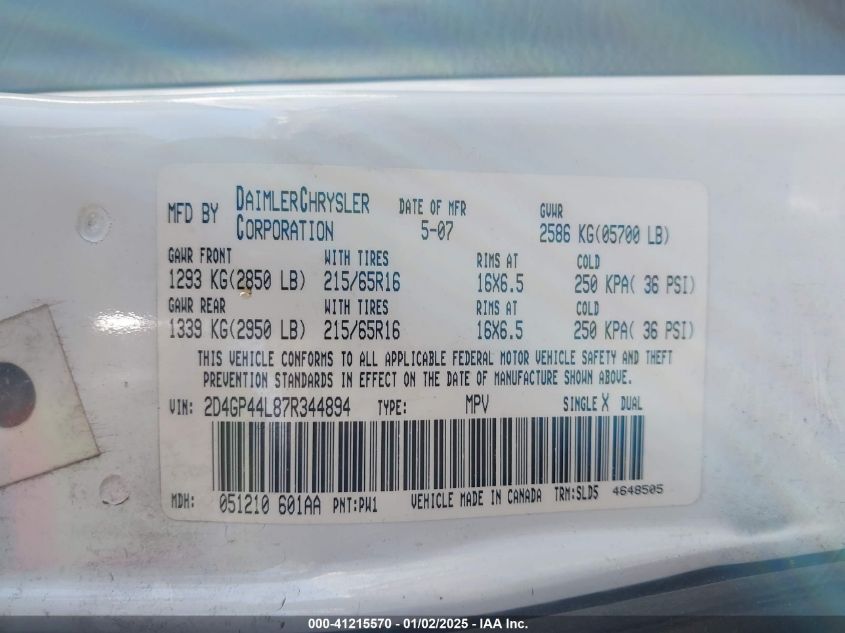 MFD BY DAIMLERCHRYSLER CORPORATION DATE OF MFR 5-07 GVWR 2586 KG(05700 LB)
GAWR FRONT WITH TIRES RIMS AT COLD
1293 KG(2850 LB) 215/65R16 16X6.5 250 KPA( 36 PSI)
GAWR REAR WITH TIRES RIMS AT COLD
1339 KG(2950 LB) 215/65R16 16X6.5 250 KPA( 36 PSI)
THIS VEHICLE CONFORMS TO ALL APPLICABLE FEDERAL MOTOR VEHICLE SAFETY AND THEFT
PREVENTION STANDARDS IN EFFECT ON THE DATE OF MANUFACTURE SHOWN ABOVE.
VIN: 2D4GP44L87R344894 TYPE: MPV SINGLE X DUAL
MDH: 051210 601AA PNT:PW1 VEHICLE MADE IN CANADA TRM:SLD5 4648505
000-41215570 - 01/02/2025 - IAA Inc.